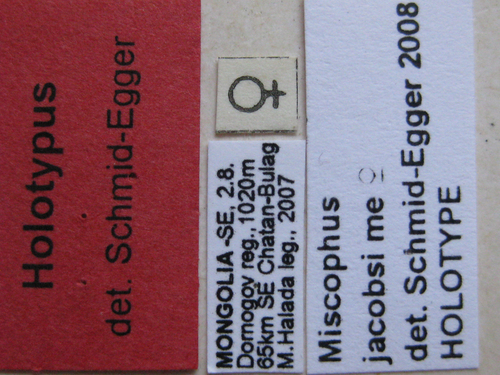 Holotypus
det. Schmid-Egger
♀
MONGOLIA -SE, 2.8.
Dornogov reg., 1020m
65km SE Chatan-Bulag
M.Halada leg., 2007
Miscophus
jacobsi me ♀
det. Schmid-Egger 2008
HOLOTYPE